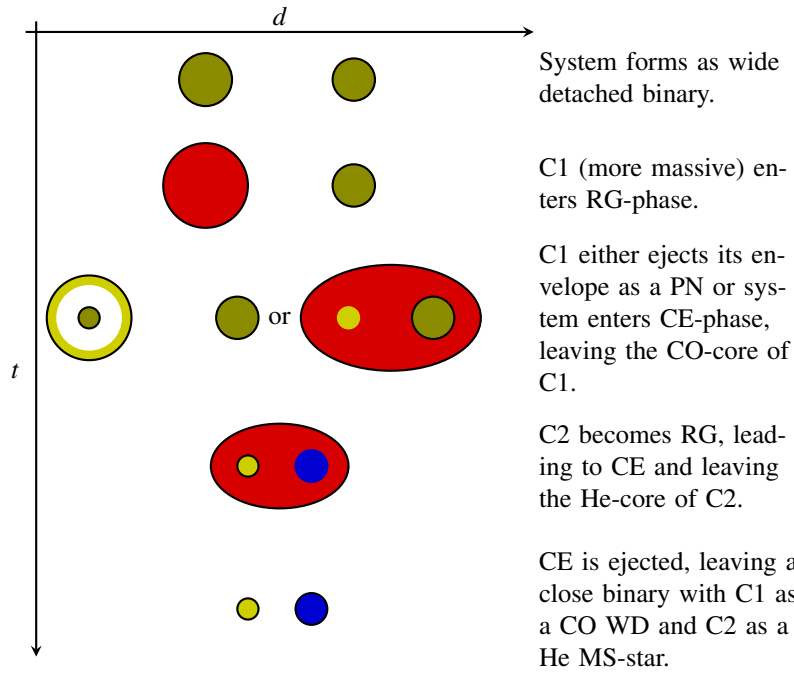 d
System forms as wide
detached binary.
C1 (more massive) en-
ters RG-phase.
C1 either ejects its en-
velope as a PN or sys-
tem enters CE-phase,
leaving the CO-core of
C1.
or
t
C2 becomes RG, lead-
ing to CE and leaving
the He-core of C2.
CE is ejected, leaving a
close binary with C1 as
a CO WD and C2 as a
He MS-star.